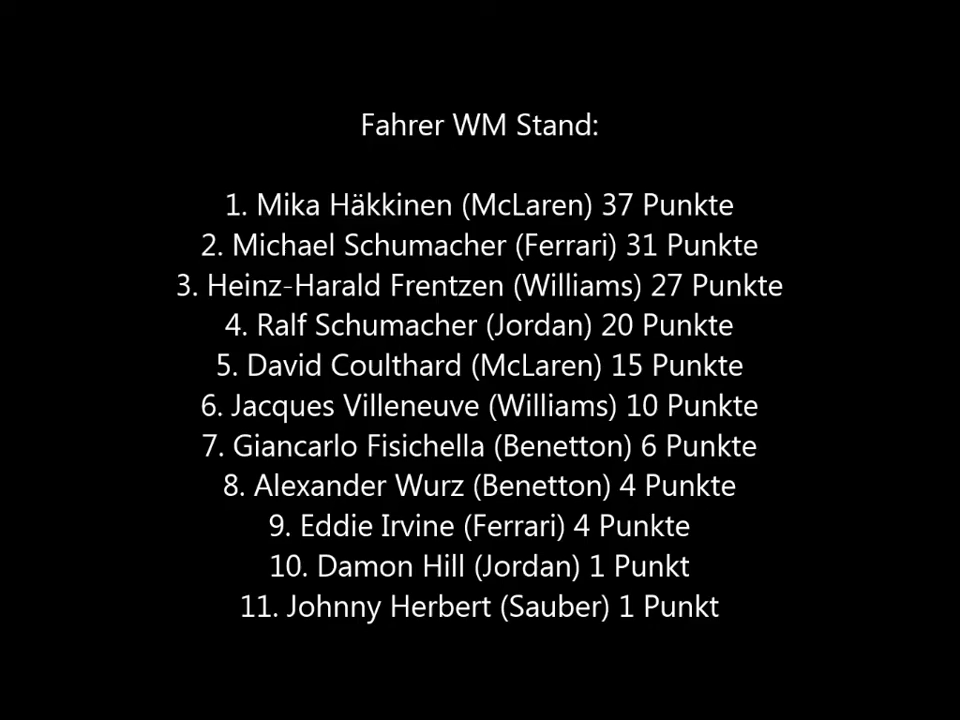 Fahrer WM Stand:
1. Mika Häkkinen (McLaren) 37 Punkte
2. Michael Schumacher (Ferrari) 31 Punkte
3. Heinz-Harald Frentzen (Williams) 27 Punkte
4. Ralf Schumacher (Jordan) 20 Punkte
5. David Coulthard (McLaren) 15 Punkte
6. Jacques Villeneuve (Williams) 10 Punkte
7. Giancarlo Fisichella (Benetton) 6 Punkte
8. Alexander Wurz (Benetton) 4 Punkte
9. Eddie Irvine (Ferrari) 4 Punkte
10. Damon Hill (Jordan) 1 Punkt
11. Johnny Herbert (Sauber) 1 Punkt